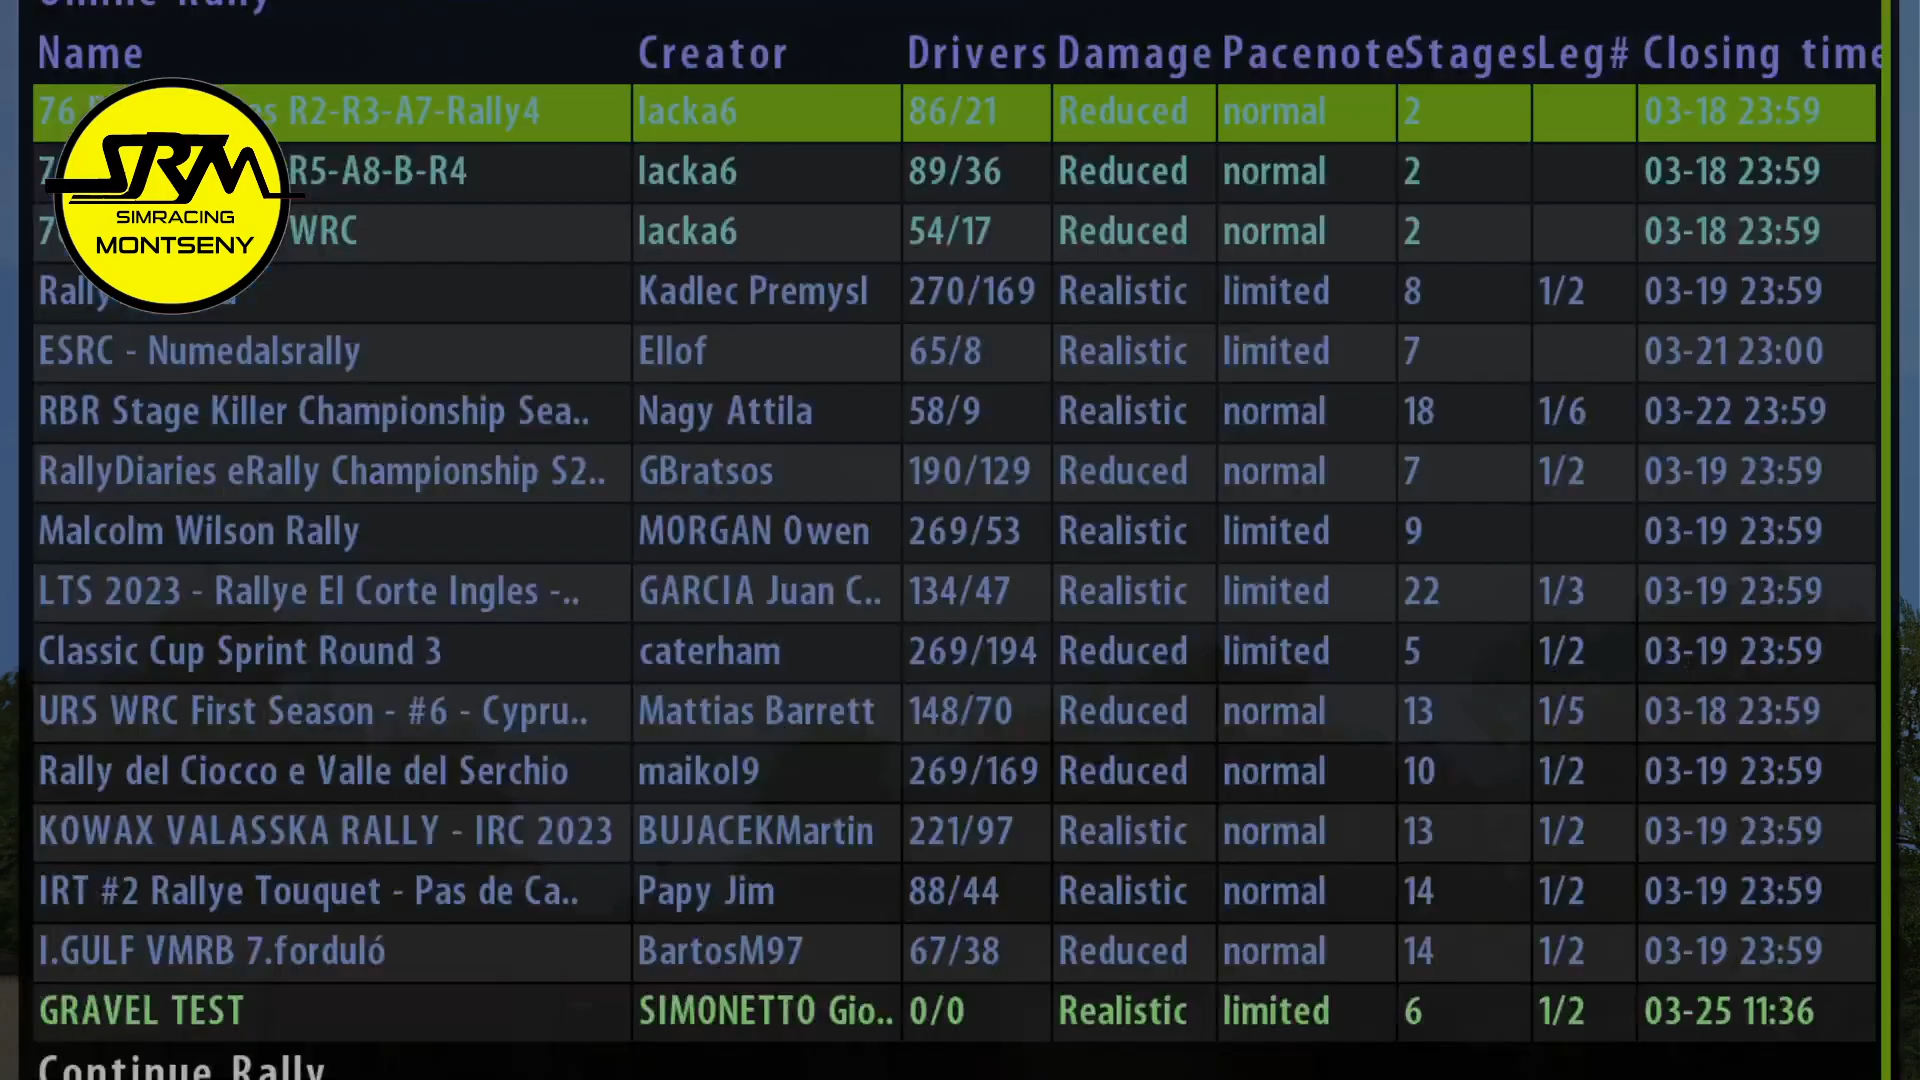 Online Rally
Name Creator Drivers Damage Pacenote Stages Leg# Closing time
76 R2-R3-A7-Rally4 lacka6 86/21 Reduced normal 2 03-18 23:59
R5-A8-B-R4 lacka6 89/36 Reduced normal 2 03-18 23:59
WRC lacka6 54/17 Reduced normal 2 03-18 23:59
Rally Kadlec Premysl 270/169 Realistic limited 8 1/2 03-19 23:59
ESRC - Numedalsrally Ellof 65/8 Realistic limited 7 03-21 23:00
RBR Stage Killer Championship Sea.. Nagy Attila 58/9 Realistic normal 18 1/6 03-22 23:59
RallyDiaries eRally Championship S2.. GBratsos 190/129 Reduced normal 7 1/2 03-19 23:59
Malcolm Wilson Rally MORGAN Owen 269/53 Realistic limited 9 03-19 23:59
LTS 2023 - Rallye El Corte Ingles -.. GARCIA Juan C.. 134/47 Realistic limited 22 1/3 03-19 23:59
Classic Cup Sprint Round 3 caterham 269/194 Reduced limited 5 1/2 03-19 23:59
URS WRC First Season - #6 - Cypru.. Mattias Barrett 148/70 Reduced normal 13 1/5 03-18 23:59
Rally del Ciocco e Valle del Serchio maikol9 269/169 Reduced normal 10 1/2 03-19 23:59
KOWAX VALASSKA RALLY - IRC 2023 BUJACEKMartin 221/97 Realistic normal 13 1/2 03-19 23:59
IRT #2 Rallye Touquet - Pas de Ca.. Papy Jim 88/44 Realistic normal 14 1/2 03-19 23:59
I.GULF VMRB 7.forduló BartosM97 67/38 Reduced normal 14 1/2 03-19 23:59
GRAVEL TEST SIMONETTO Gio.. 0/0 Realistic limited 6 1/2 03-25 11:36
Continue Rally
SRM
SIMRACING
MONTSENY